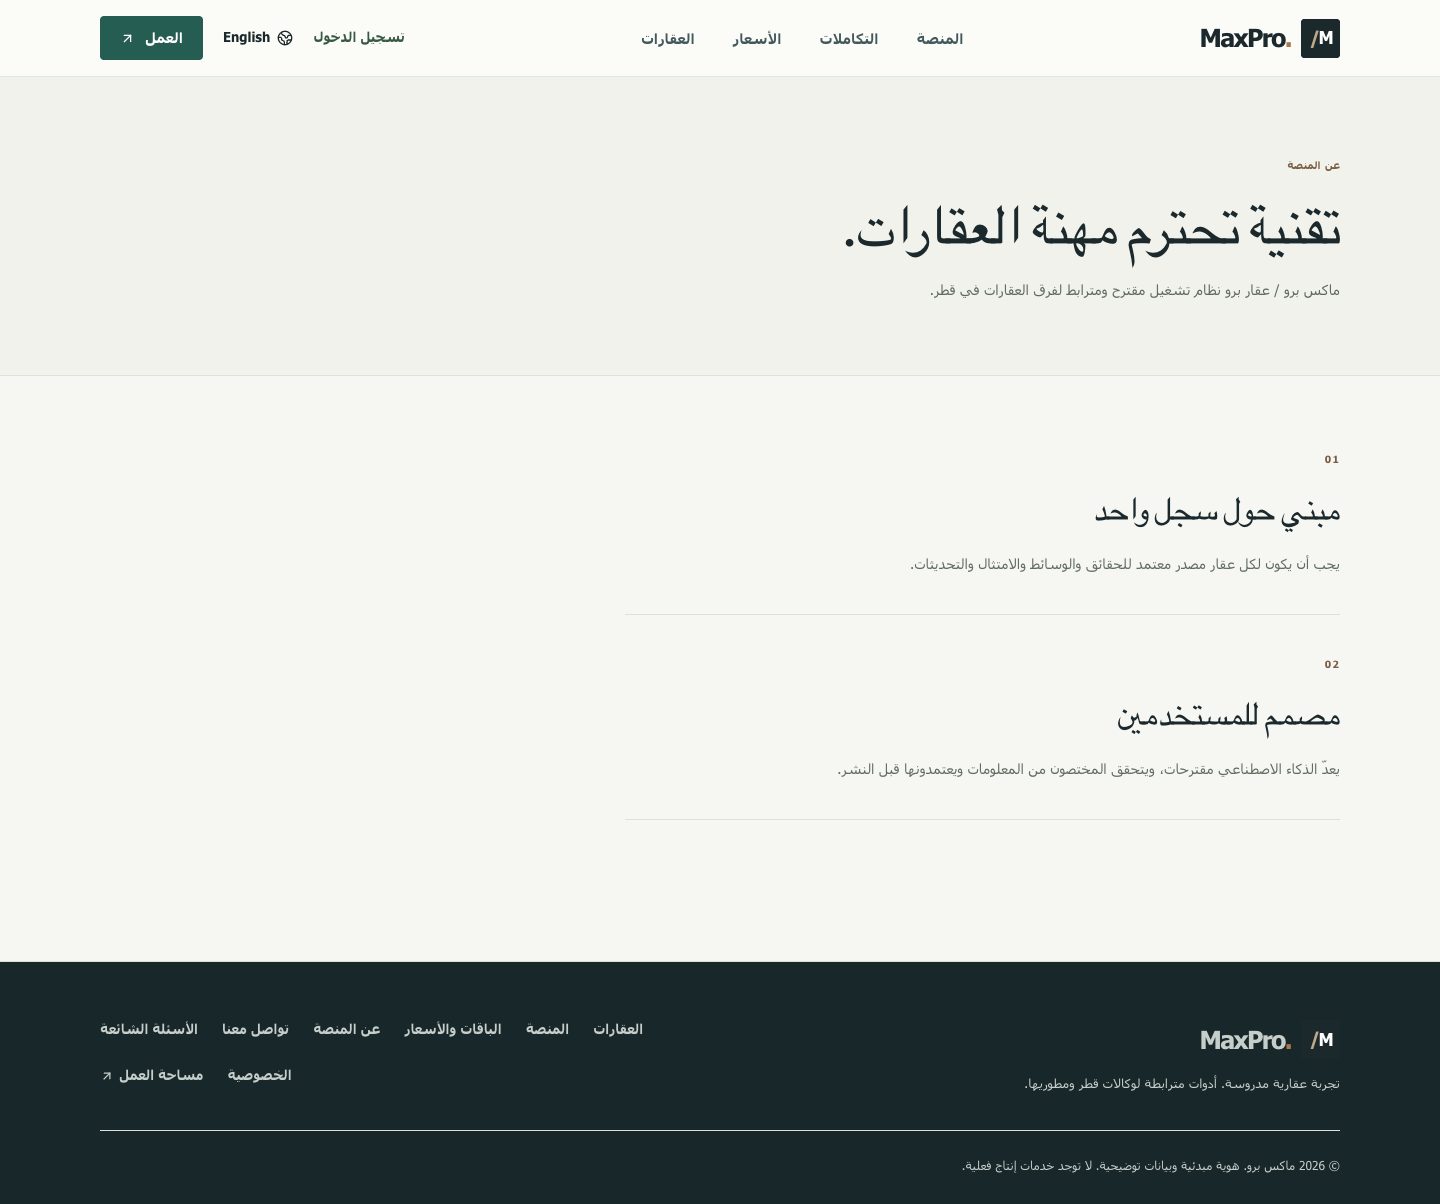 M/ MaxPro.
المنصة
التكاملات
الأسعار
العقارات
تسجيل الدخول
English
العمل
عن المنصة
تقنية تحترم مهنة العقارات.
ماكس برو / عقار برو نظام تشغيل مقترح ومترابط لفرق العقارات في قطر.
01
مبني حول سجل واحد
يجب أن يكون لكل عقار مصدر معتمد للحقائق والوسائط والامتثال والتحديثات.
02
مصمم للمستخدمين
يعدّ الذكاء الاصطناعي مقترحات، ويتحقق المختصون من المعلومات ويعتمدونها قبل النشر.
M/ MaxPro.
تجربة عقارية مدروسة. أدوات مترابطة لوكالات قطر ومطوريها.
العقارات
المنصة
الباقات والأسعار
عن المنصة
تواصل معنا
الأسئلة الشائعة
الخصوصية
مساحة العمل
© 2026 ماكس برو. هوية مبدئية وبيانات توضيحية. لا توجد خدمات إنتاج فعلية.